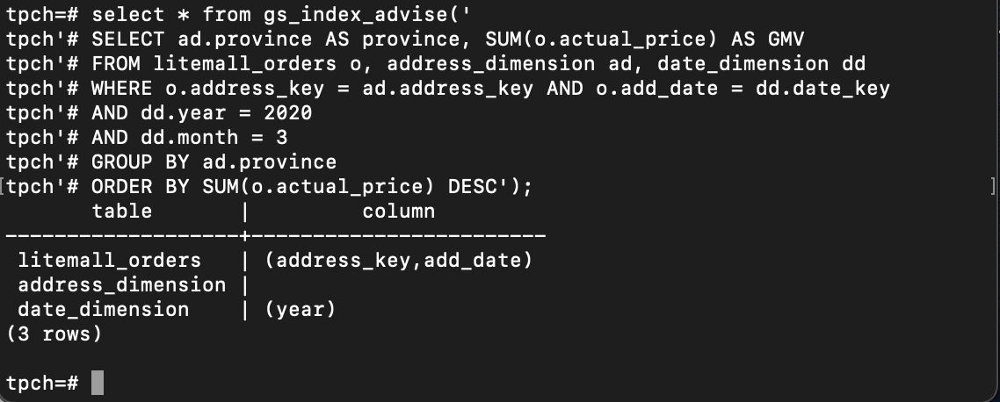 tpch=# select * from gs_index_advise('
tpch'# SELECT ad.province AS province, SUM(o.actual_price) AS GMV
tpch'# FROM litemall_orders o, address_dimension ad, date_dimension dd
tpch'# WHERE o.address_key = ad.address_key AND o.add_date = dd.date_key
tpch'# AND dd.year = 2020
tpch'# AND dd.month = 3
tpch'# GROUP BY ad.province
[tpch'# ORDER BY SUM(o.actual_price) DESC'); ]
       table       |         column
-------------------+------------------------
 litemall_orders   | (address_key,add_date)
 address_dimension |
 date_dimension    | (year)
(3 rows)
tpch=#